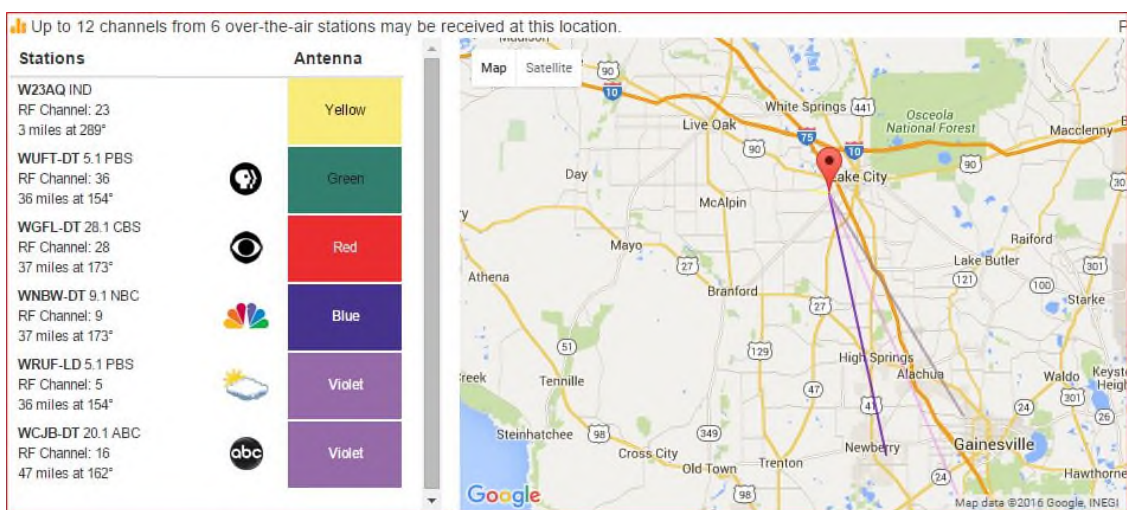 Up to 12 channels from 6 over-the-air stations may be received at this location.
Stations Antenna
W23AQ IND
RF Channel: 23
3 miles at 289°
Yellow
WUFT-DT 5.1 PBS
RF Channel: 36
36 miles at 154°
Green
WGFL-DT 28.1 CBS
RF Channel: 28
37 miles at 173°
Red
WNBW-DT 9.1 NBC
RF Channel: 9
37 miles at 173°
Blue
WRUF-LD 5.1 PBS
RF Channel: 5
36 miles at 154°
Violet
WCJB-DT 20.1 ABC
RF Channel: 16
47 miles at 162°
abc
Violet
Map Satellite
90
10
White Springs 441
Osceola
National Forest
Live Oak
75
Macclenny
90
10
90
Day
Lake City
McAlpin
Mayo
Raiford
27
Lake Butler
301
Athena
Branford
121
27
Starke
129
51
High Springs
Alachua
Waldo
Tennille
47
41
301
24
26
Steinhatchee
98
349
Newberry
Gainesville
Cross City
Old Town
Trenton
24
Hawthorne
98
Google
Map data ©2016 Google, INEGI